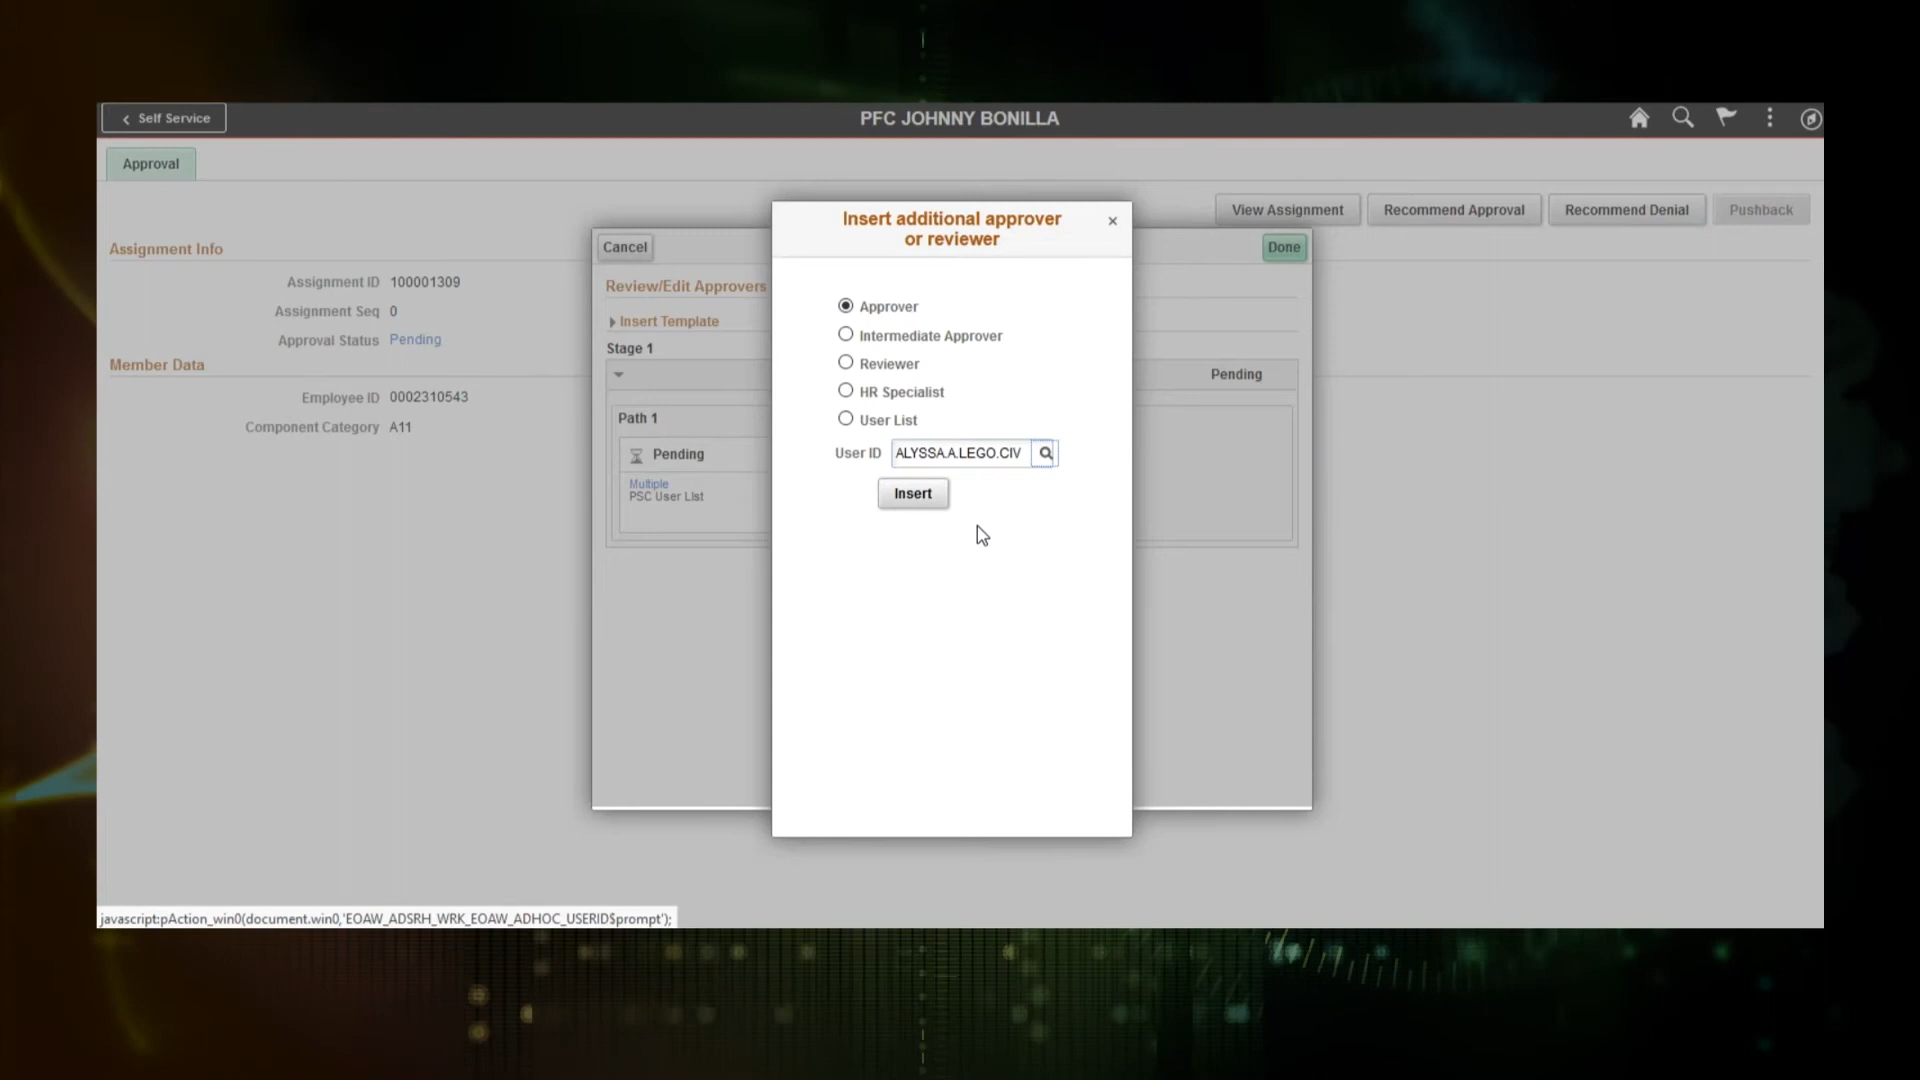 Self Service
PFC JOHNNY BONILLA
Approval
View Assignment
Recommend Approval
Recommend Denial
Pushback
Assignment Info
Assignment ID 100001309
Assignment Seq 0
Approval Status Pending
Member Data
Employee ID 0002310543
Component Category A11
Cancel
Done
Review/Edit Approvers
Insert Template
Stage 1
Pending
Path 1
Pending
Multiple
PSC User List
Insert additional approver
or reviewer
×
Approver
Intermediate Approver
Reviewer
HR Specialist
User List
User ID ALYSSA.A.LEGO.CIV
Insert
javascript:pAction_win0(document.win0,'EOAW_ADSRH_WRK_EOAW_ADHOC_USERID$prompt');